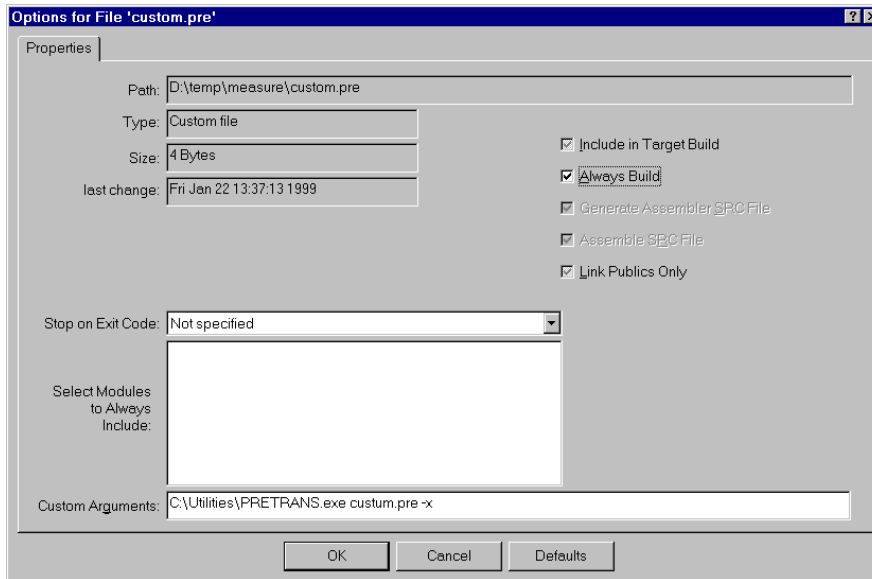 Options for File 'custom.pre'
Properties
Path: D:\temp\measure\custom.pre
Type: Custom file
Size: 4 Bytes
last change: Fri Jan 22 13:37:13 1999
Include in Target Build
Always Build
Generate Assembler SRC File
Assemble SRC File
Link Publics Only
Stop on Exit Code: Not specified
Select Modules
to Always
Include:
Custom Arguments: C:\Utilities\PRETRANS.exe custum.pre -x
OK Cancel Defaults